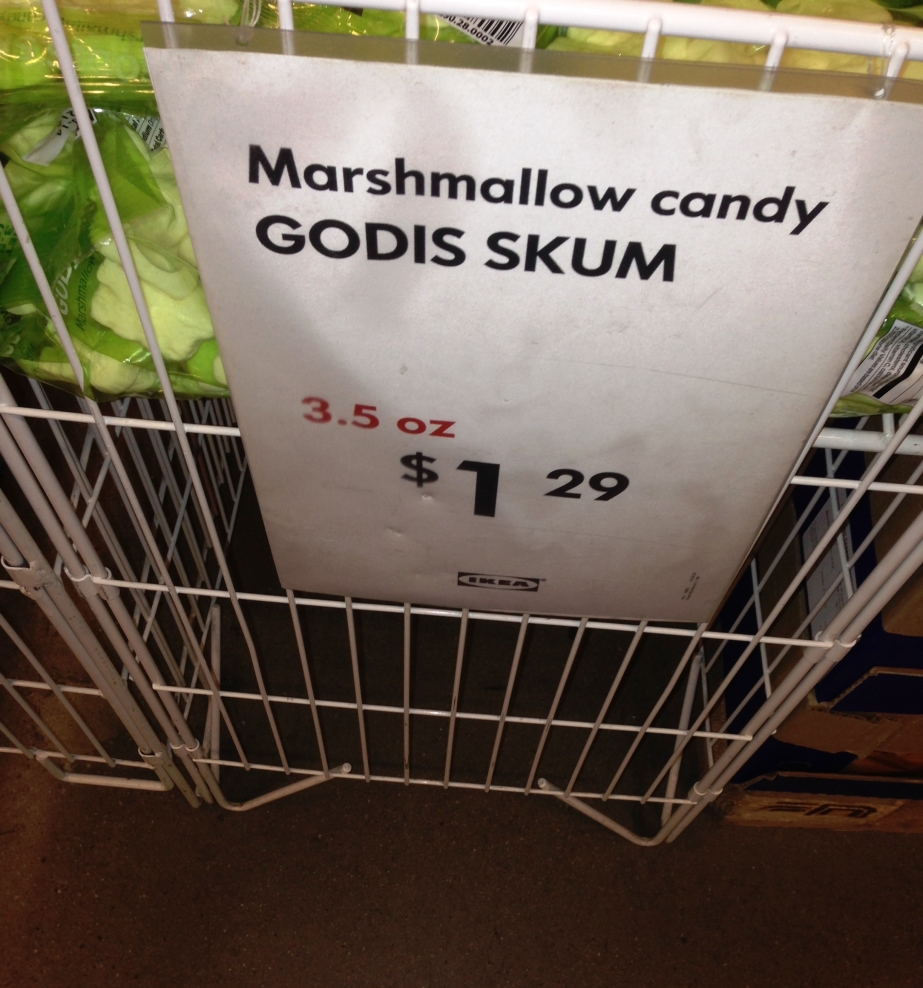 Marshmallow candy
GODIS SKUM
3.5 oz
$1 29
IKEA